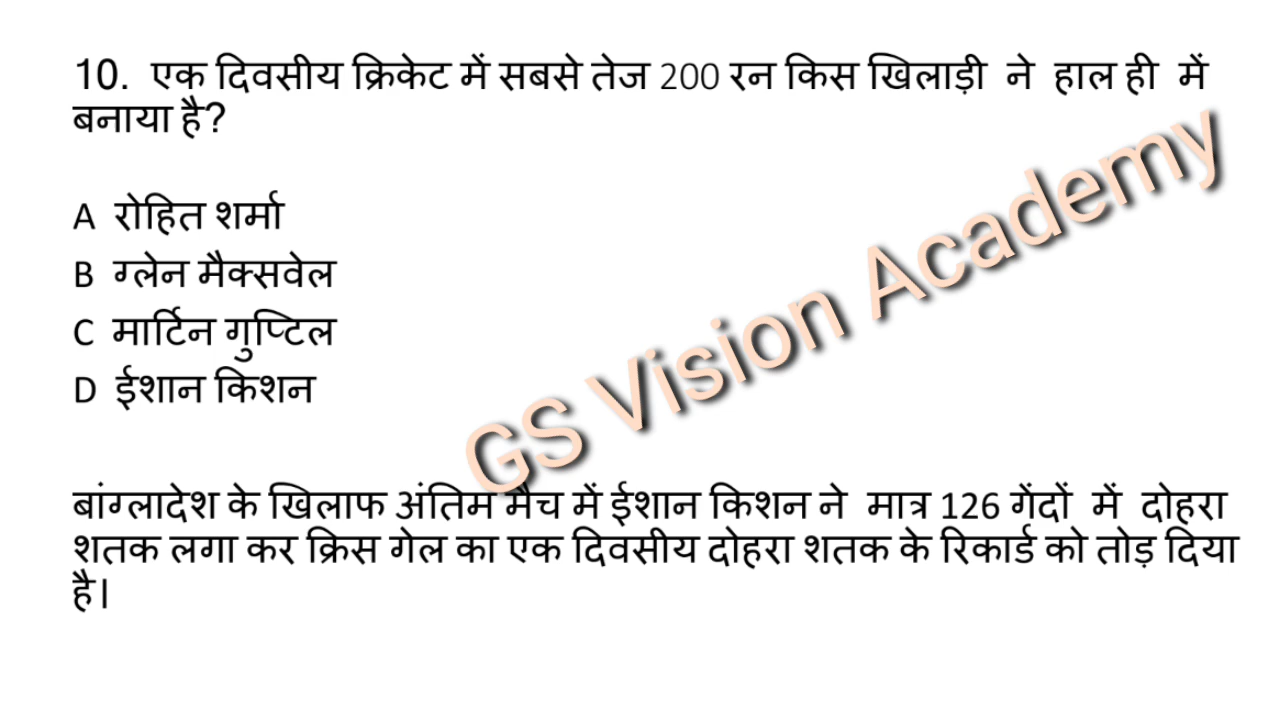 10. एक दिवसीय क्रिकेट में सबसे तेज 200 रन किस खिलाड़ी ने हाल ही में
बनाया है?
A रोहित शर्मा
B ग्लेन मैक्सवेल
C मार्टिन गुप्टिल
D ईशान किशन
GS Vision Academy
बांग्लादेश के खिलाफ अंतिम मैच में ईशान किशन ने मात्र 126 गेंदों में दोहरा
शतक लगा कर क्रिस गेल का एक दिवसीय दोहरा शतक के रिकार्ड को तोड़ दिया
है।